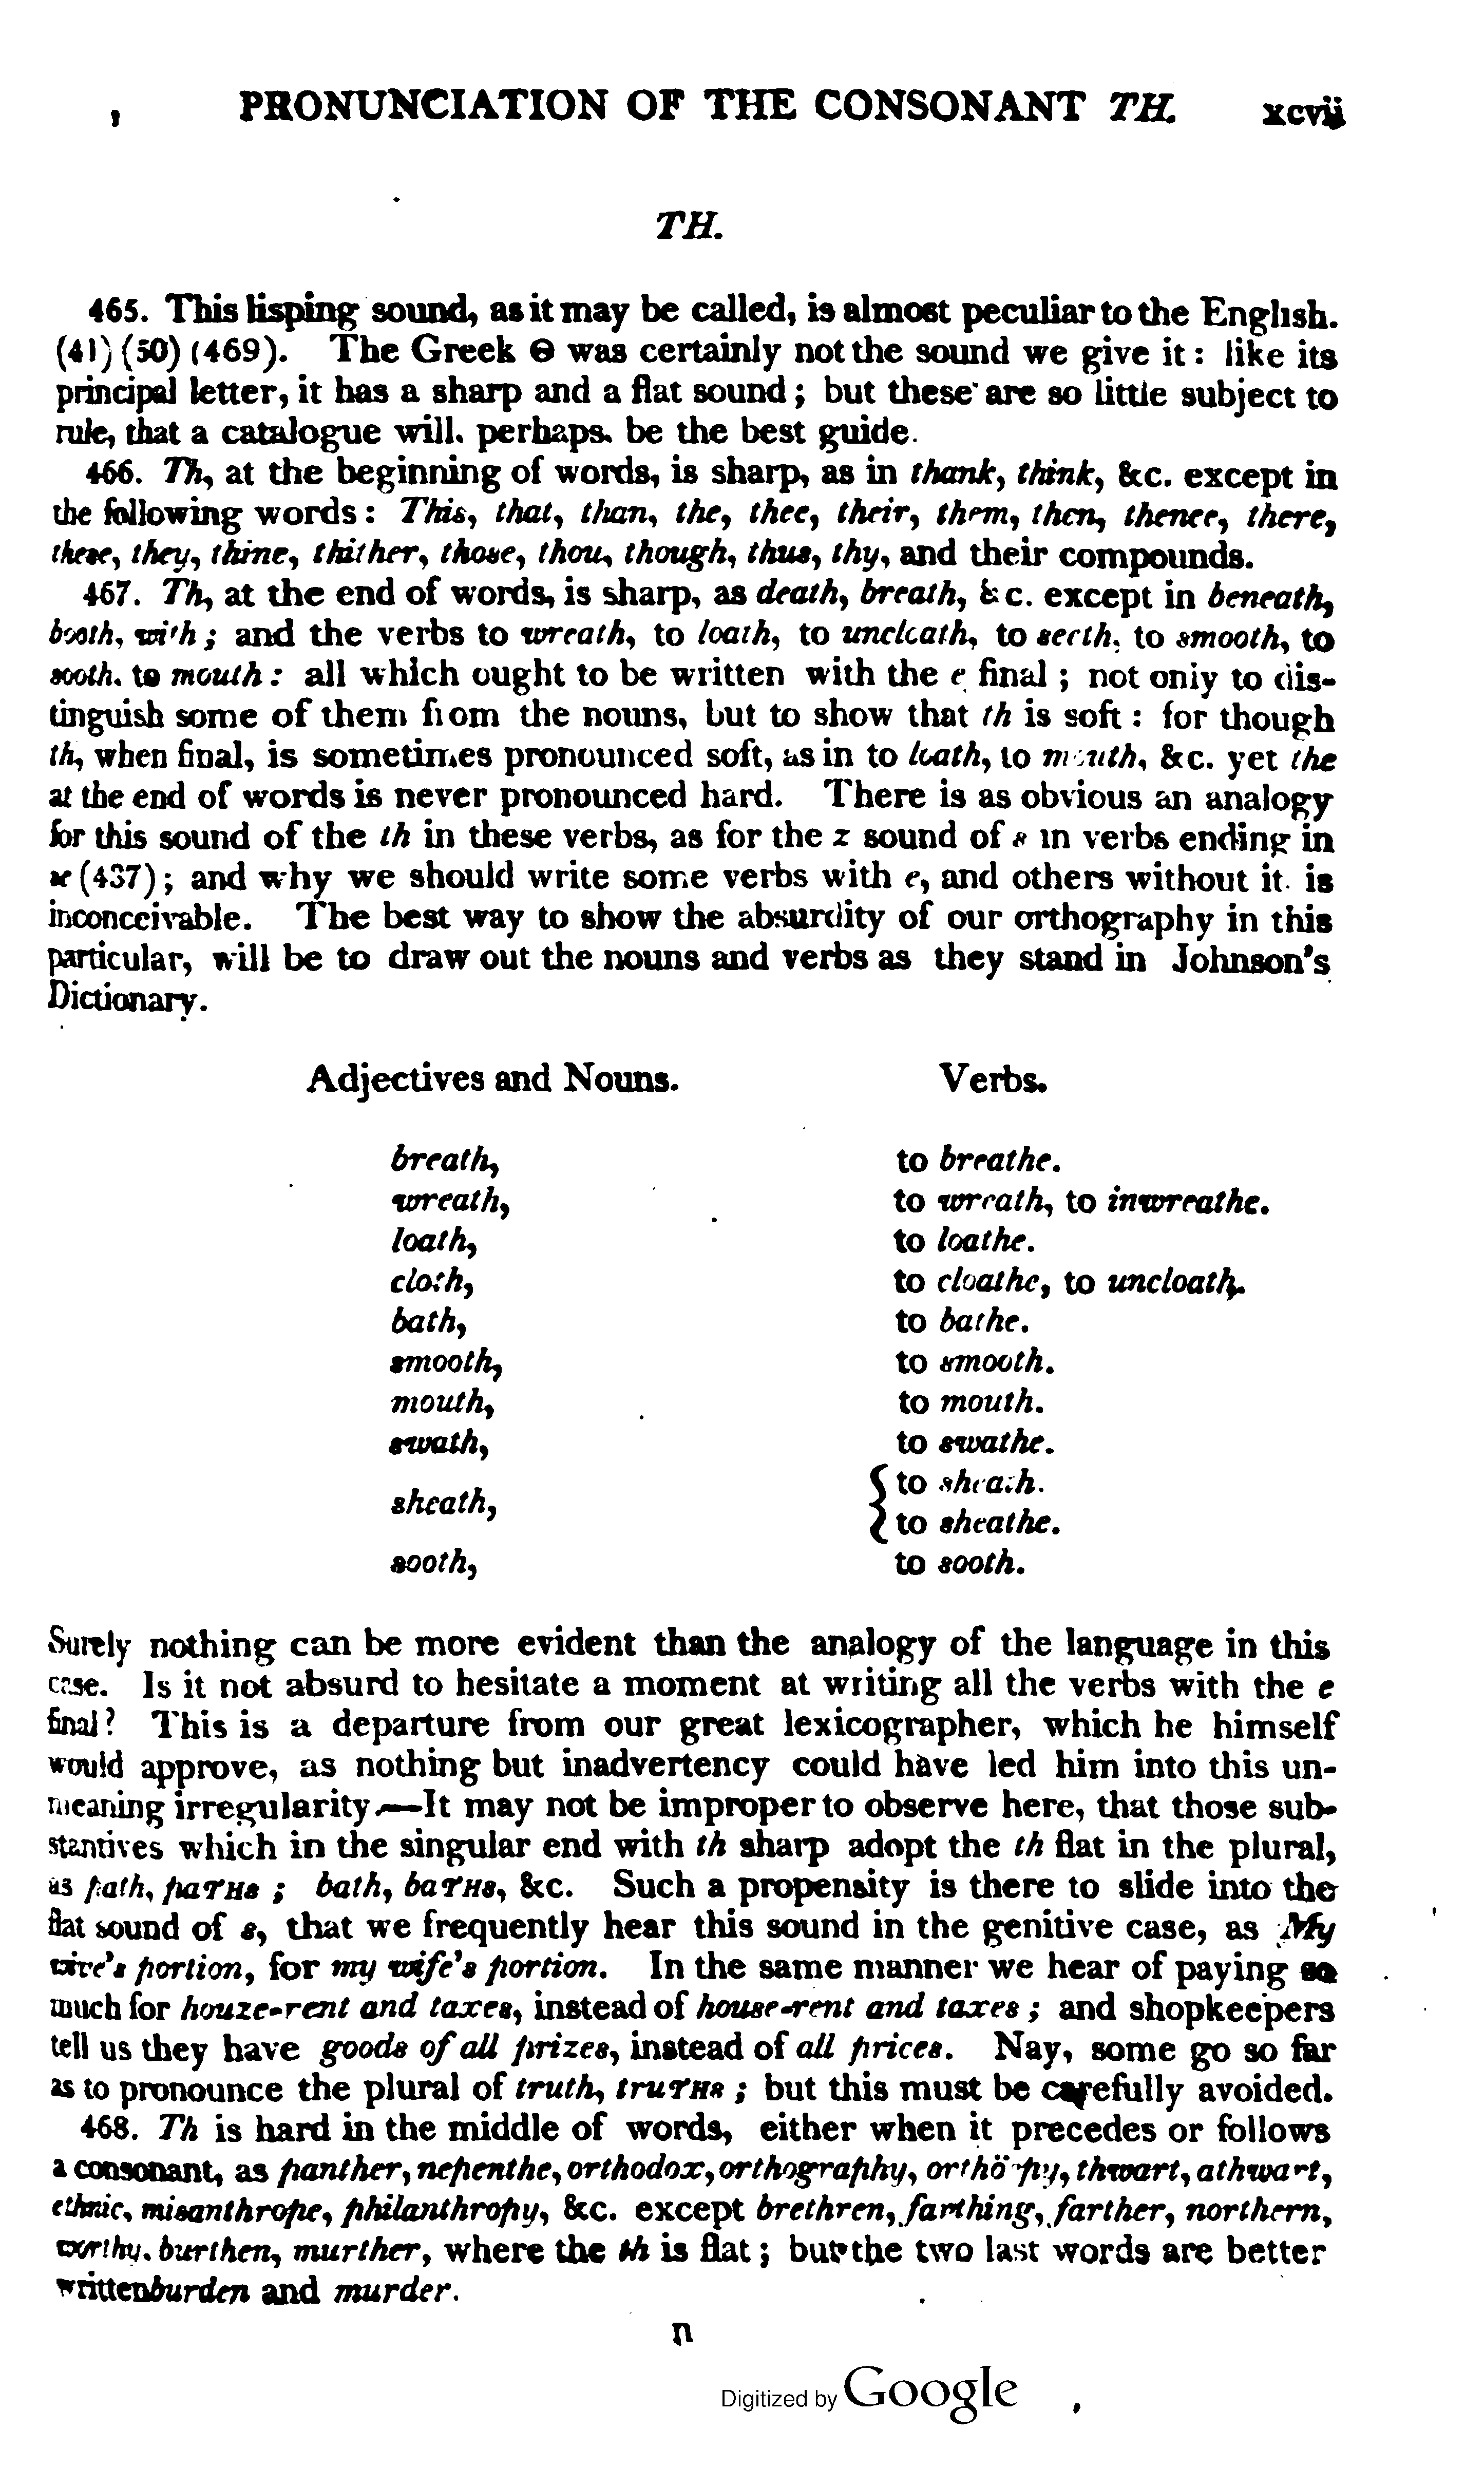 PRONUNCIATION OF THE CONSONANT TH. xcvii
TH.
465. This lisping sound, as it may be called, is almost peculiar to the English.
(41) (50) (469). The Greek Θ was certainly not the sound we give it : like its
principal letter, it has a sharp and a flat sound ; but these are so little subject to
rule, that a catalogue will, perhaps, be the best guide.
466. Th, at the beginning of words, is sharp, as in thank, think, &c. except in
the following words : This, that, than, the, thee, their, them, then, thence, there,
these, they, thine, thither, those, thou, though, thus, thy, and their compounds.
467. Th, at the end of words, is sharp, as death, breath, &c. except in beneath,
booth, with ; and the verbs to wreath, to loath, to uncloath, to seeth, to smooth, to
sooth, to mouth : all which ought to be written with the e final ; not only to dis-
tinguish some of them from the nouns, but to show that th is soft : for though
th, when final, is sometimes pronounced soft, as in to loath, to mouth, &c. yet the
at the end of words is never pronounced hard. There is as obvious an analogy
for this sound of the th in these verbs, as for the z sound of s in verbs ending in
se (437) ; and why we should write some verbs with e, and others without it, is
inconceivable. The best way to show the absurdity of our orthography in this
particular, will be to draw out the nouns and verbs as they stand in Johnson's
Dictionary.
Adjectives and Nouns. Verbs.
breath, to breathe.
wreath, to wreath, to inwreathe.
loath, to loathe.
cloth, to cloathe, to uncloath.
bath, to bathe.
smooth, to smooth.
mouth, to mouth.
swath, to swathe.
sheath, { to sheath.
to sheathe.
sooth, to sooth.
Surely nothing can be more evident than the analogy of the language in this
case. Is it not absurd to hesitate a moment at writing all the verbs with the e
final ? This is a departure from our great lexicographer, which he himself
would approve, as nothing but inadvertency could have led him into this un-
meaning irregularity.—It may not be improper to observe here, that those sub-
stantives which in the singular end with th sharp adopt the th flat in the plural,
as path, paTHs ; bath, baTHs, &c. Such a propensity is there to slide into the
flat sound of s, that we frequently hear this sound in the genitive case, as My
wive's portion, for my wife's portion. In the same manner we hear of paying so
much for houze-rent and taxes, instead of house-rent and taxes ; and shopkeepers
tell us they have goods of all prizes, instead of all prices. Nay, some go so far
as to pronounce the plural of truth, truTHs ; but this must be carefully avoided.
468. Th is hard in the middle of words, either when it precedes or follows
a consonant, as panther, nepenthe, orthodox, orthography, orthöepy, thwart, athwart,
ethnic, misanthrope, philanthropy, &c. except brethren, farthing, farther, northern,
worthy, burthen, murther, where the th is flat ; but the two last words are better
written burden and murder.
n
Digitized by Google